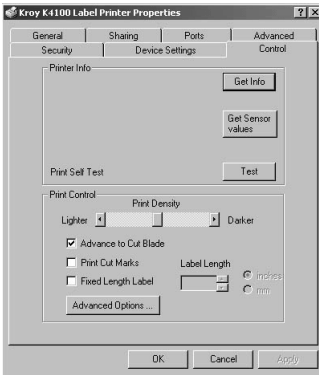 Kroy K4100 Label Printer Properties
General Sharing Ports Advanced
Security Device Settings Control
Printer Info
Get Info
Get Sensor
values
Print Self Test Test
Print Control
Print Density
Lighter Darker
Advance to Cut Blade
Print Cut Marks Label Length
Fixed Length Label inches
mm
Advanced Options ...
OK Cancel Apply